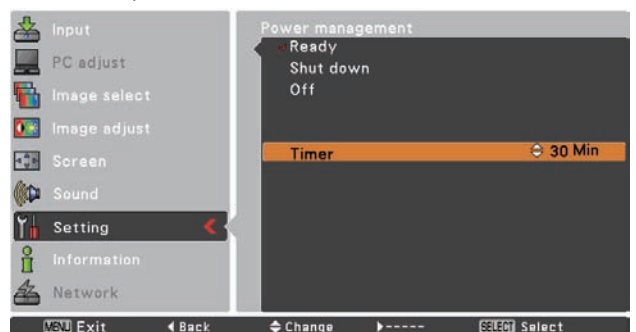 Input
PC adjust
Image select
Image adjust
Screen
Sound
Setting
Information
Network
Power management
Ready
Shut down
Off
Timer 30 Min
MENU Exit Back Change ----- SELECT Select